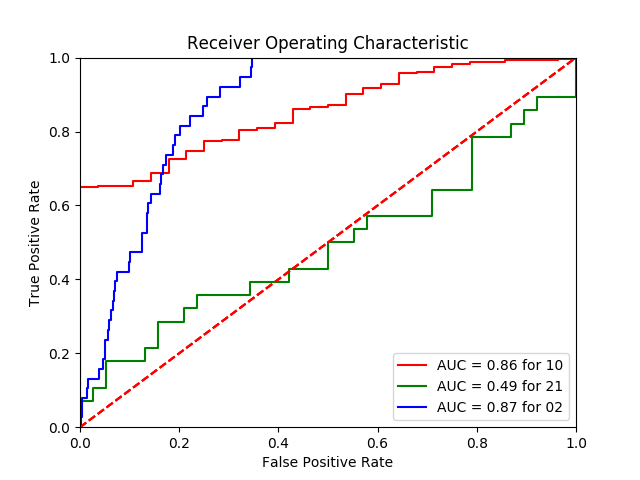 Receiver Operating Characteristic
1.0
0.8
0.6
0.4
0.2
0.0
True Positive Rate
AUC = 0.86 for 10
AUC = 0.49 for 21
AUC = 0.87 for 02
0.0 0.2 0.4 0.6 0.8 1.0
False Positive Rate